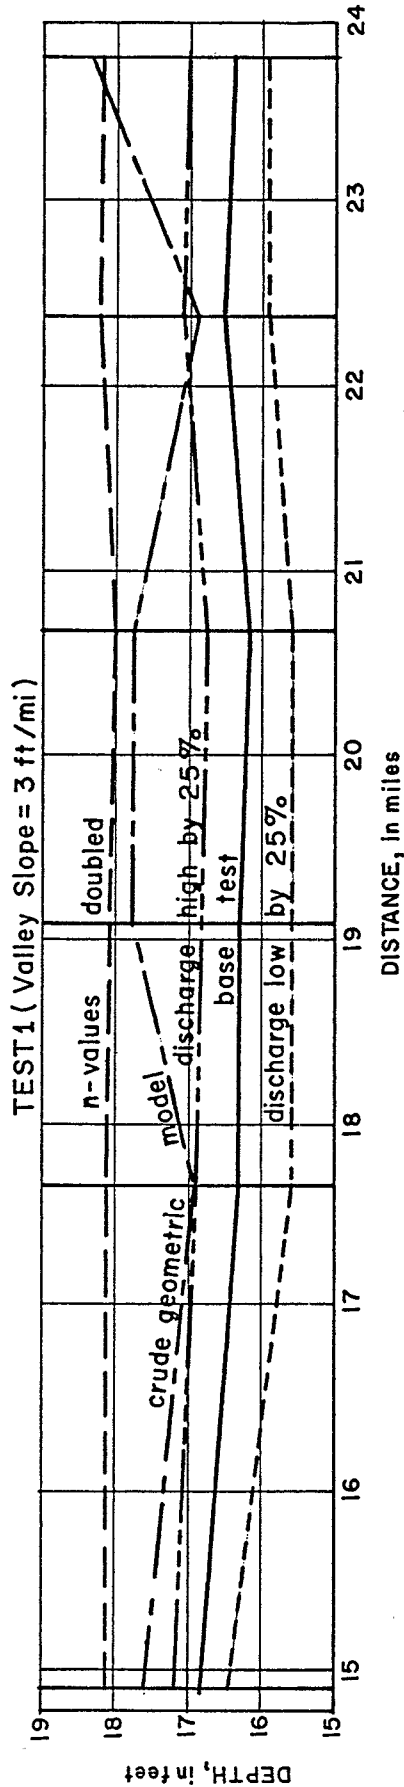 TEST 1 (Valley Slope = 3 ft/mi)
n-values doubled
crude geometric model
discharge high by 25%
base test
discharge low by 25%
DEPTH, in feet
19
18
17
16
15
15 16 17 18 19 20 21 22 23 24
DISTANCE, in miles